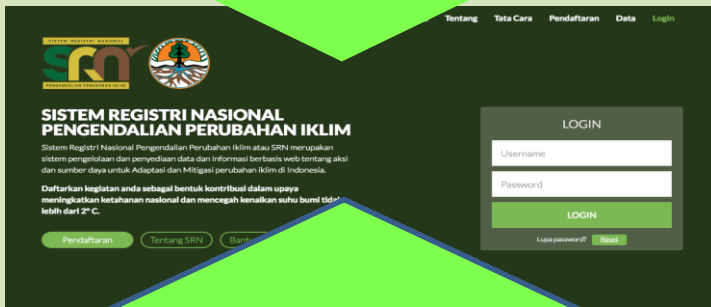 Tentang Tata Cara Pendaftaran Data Login
SISTEM REGISTRI NASIONAL
SRN
PENGENDALIAN PERUBAHAN IKLIM
SISTEM REGISTRI NASIONAL
PENGENDALIAN PERUBAHAN IKLIM
Sistem Registri Nasional Pengendalian Perubahan Iklim atau SRN merupakan
sistem pengelolaan dan penyediaan data dan informasi berbasis web tentang aksi
dan sumber daya untuk Adaptasi dan Mitigasi perubahan iklim di Indonesia.
Daftarkan kegiatan anda sebagai bentuk kontribusi dalam upaya
meningkatkan ketahanan nasional dan mencegah kenaikan suhu bumi
lebih dari 2° C.
Pendaftaran
Tentang SRN
LOGIN
Username
Password
LOGIN
Lupa password? Reset